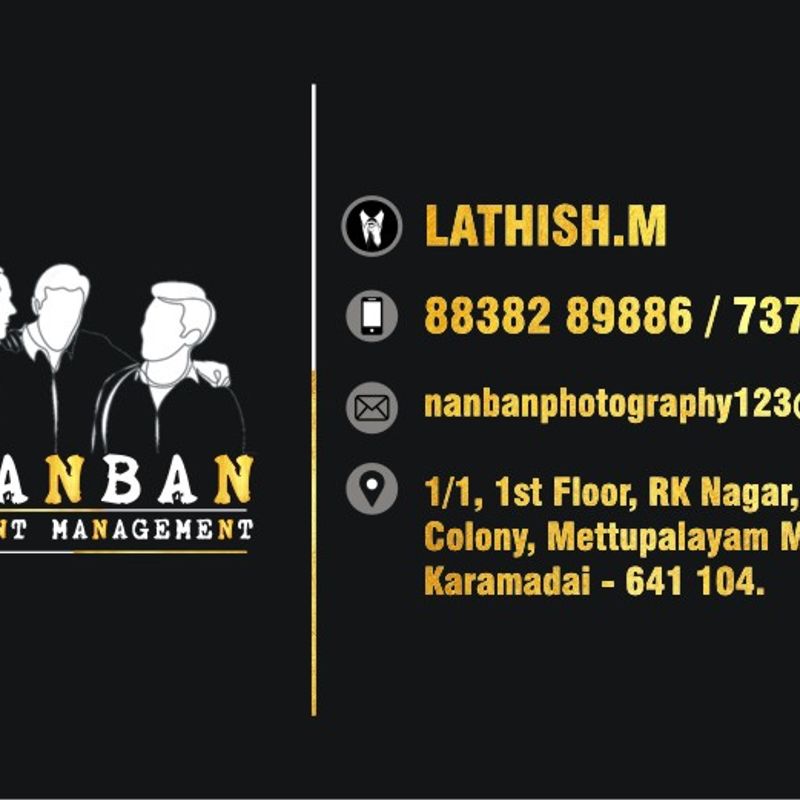 ANBAN
NT MANAGEMENT
LATHISH.M
88382 89886 / 737
nanbanphotography123@
1/1, 1st Floor, RK Nagar,
Colony, Mettupalayam M
Karamadai - 641 104.